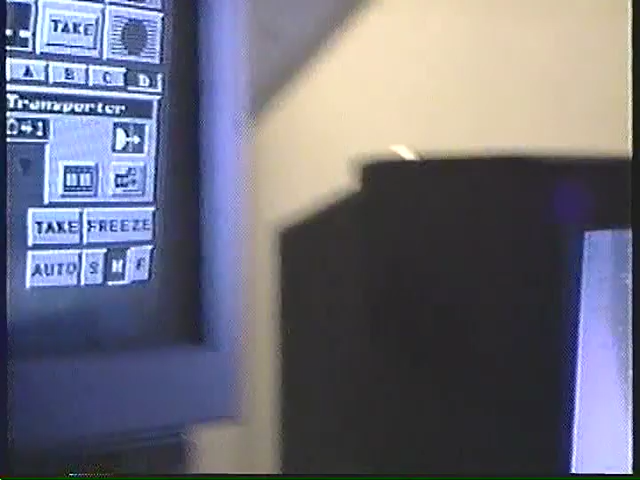 TAKE
A B C D
Transporter
TAKE FREEZE
AUTO S M F